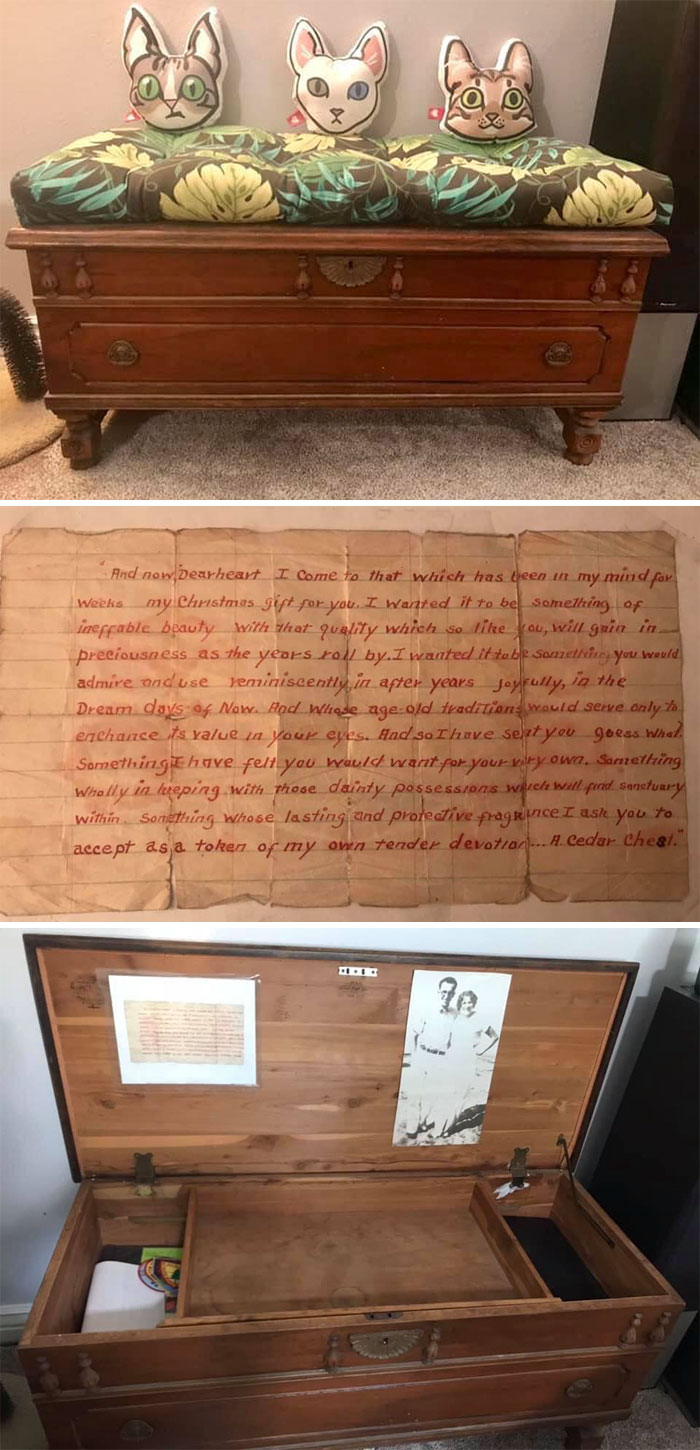 "And now Dearheart I Come to that which has been in my mind for
weeks my Christmas gift for you. I wanted it to be something of
ineffable beauty with that quality which so like you, will gain in
preciousness as the years roll by. I wanted it to be something you would
admire and use reminiscently, in after years joyfully, in the
Dream days of Now. And whose age-old traditions would serve only to
enchance its value in your eyes. And so I have sent you guess what.
Something I have felt you would want for your very own. Something
wholly in keeping with those dainty possessions which will find sanctuary
within. Something whose lasting and protective fragrance I ask you to
accept as a token of my own tender devotion... A Cedar Chest."